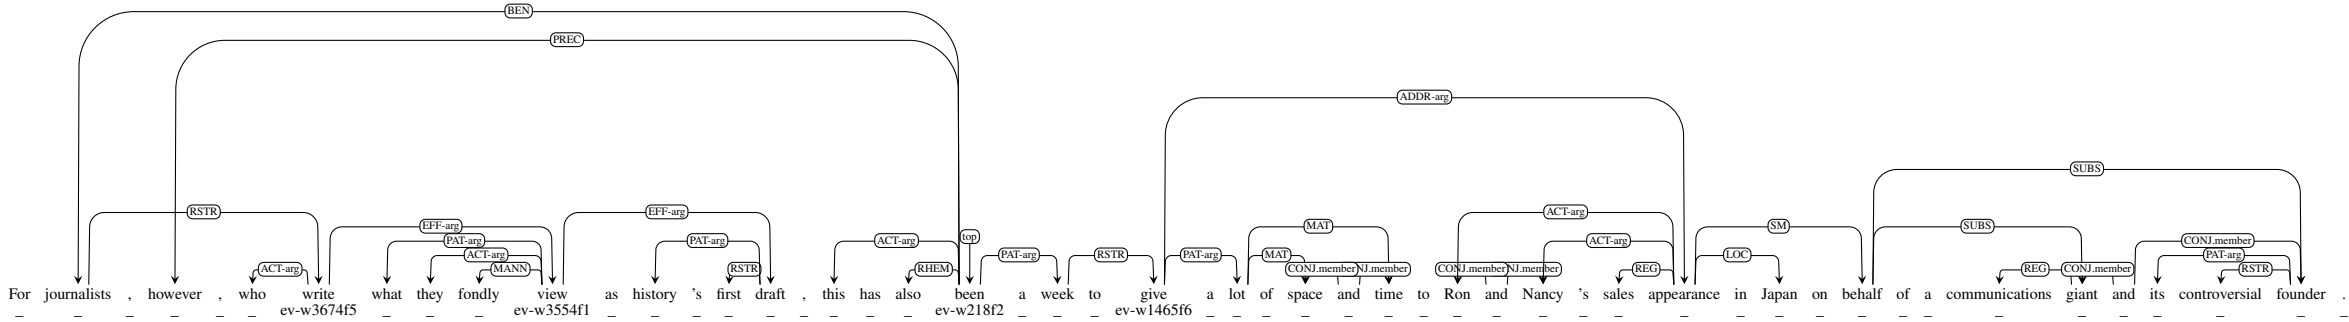 BEN
PREC
ADDR-arg
SUBS
RSTR EFF-arg MAT ACT-arg
EFF-arg SM SUBS
top
PAT-arg PAT-arg ACT-arg ACT-arg CONJ.member
ACT-arg PAT-arg RSTR PAT-arg MAT LOC PAT-arg
ACT-arg MANN RSTR RHEM CONJ.member NJ.member CONJ.member NJ.member REG REG CONJ.member RSTR
For journalists , however , who write what they fondly view as history 's first draft , this has also been a week to give a lot of space and time to Ron and Nancy 's sales appearance in Japan on behalf of a communications giant and its controversial founder .
_ _ _ _ _ _ ev-w3674f5 _ _ _ ev-w3554f1 _ _ _ _ _ _ _ _ _ ev-w218f2 _ _ _ ev-w1465f6 _ _ _ _ _ _ _ _ _ _ _ _ _ _ _ _ _ _ _ _ _ _ _ _ _ _